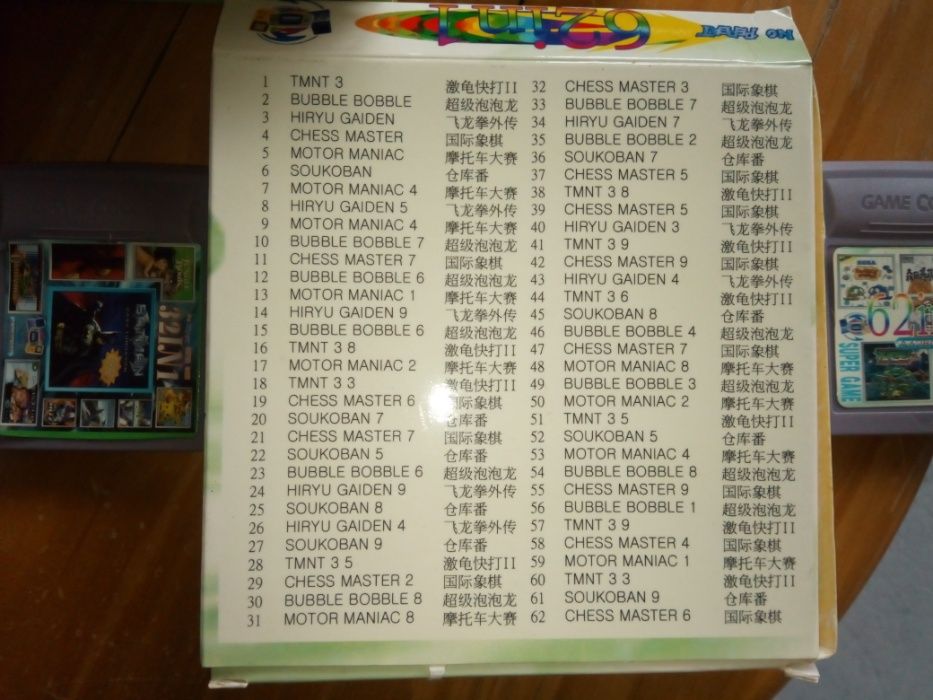 NO REPEAT
62in1
1 TMNT 3 激龟快打II
2 BUBBLE BOBBLE 超级泡泡龙
3 HIRYU GAIDEN 飞龙拳外传
4 CHESS MASTER 国际象棋
5 MOTOR MANIAC 摩托车大赛
6 SOUKOBAN 仓库番
7 MOTOR MANIAC 4 摩托车大赛
8 HIRYU GAIDEN 5 飞龙拳外传
9 MOTOR MANIAC 4 摩托车大赛
10 BUBBLE BOBBLE 7 超级泡泡龙
11 CHESS MASTER 7 国际象棋
12 BUBBLE BOBBLE 6 超级泡泡龙
13 MOTOR MANIAC 1 摩托车大赛
14 HIRYU GAIDEN 9 飞龙拳外传
15 BUBBLE BOBBLE 6 超级泡泡龙
16 TMNT 3 8 激龟快打II
17 MOTOR MANIAC 2 摩托车大赛
18 TMNT 3 3 激龟快打II
19 CHESS MASTER 6 国际象棋
20 SOUKOBAN 7 仓库番
21 CHESS MASTER 7 国际象棋
22 SOUKOBAN 5 仓库番
23 BUBBLE BOBBLE 6 超级泡泡龙
24 HIRYU GAIDEN 9 飞龙拳外传
25 SOUKOBAN 8 仓库番
26 HIRYU GAIDEN 4 飞龙拳外传
27 SOUKOBAN 9 仓库番
28 TMNT 3 5 激龟快打II
29 CHESS MASTER 2 国际象棋
30 BUBBLE BOBBLE 8 超级泡泡龙
31 MOTOR MANIAC 8 摩托车大赛
32 CHESS MASTER 3 国际象棋
33 BUBBLE BOBBLE 7 超级泡泡龙
34 HIRYU GAIDEN 7 飞龙拳外传
35 BUBBLE BOBBLE 2 超级泡泡龙
36 SOUKOBAN 7 仓库番
37 CHESS MASTER 5 国际象棋
38 TMNT 3 8 激龟快打II
39 CHESS MASTER 5 国际象棋
40 HIRYU GAIDEN 3 飞龙拳外传
41 TMNT 3 9 激龟快打II
42 CHESS MASTER 9 国际象棋
43 HIRYU GAIDEN 4 飞龙拳外传
44 TMNT 3 6 激龟快打II
45 SOUKOBAN 8 仓库番
46 BUBBLE BOBBLE 4 超级泡泡龙
47 CHESS MASTER 7 国际象棋
48 MOTOR MANIAC 8 摩托车大赛
49 BUBBLE BOBBLE 3 超级泡泡龙
50 MOTOR MANIAC 2 摩托车大赛
51 TMNT 3 5 激龟快打II
52 SOUKOBAN 5 仓库番
53 MOTOR MANIAC 4 摩托车大赛
54 BUBBLE BOBBLE 8 超级泡泡龙
55 CHESS MASTER 9 国际象棋
56 BUBBLE BOBBLE 1 超级泡泡龙
57 TMNT 3 9 激龟快打II
58 CHESS MASTER 4 国际象棋
59 MOTOR MANIAC 1 摩托车大赛
60 TMNT 3 3 激龟快打II
61 SOUKOBAN 9 仓库番
62 CHESS MASTER 6 国际象棋
32IN1
GAME CO
SEGA
62i
SUPER GAME